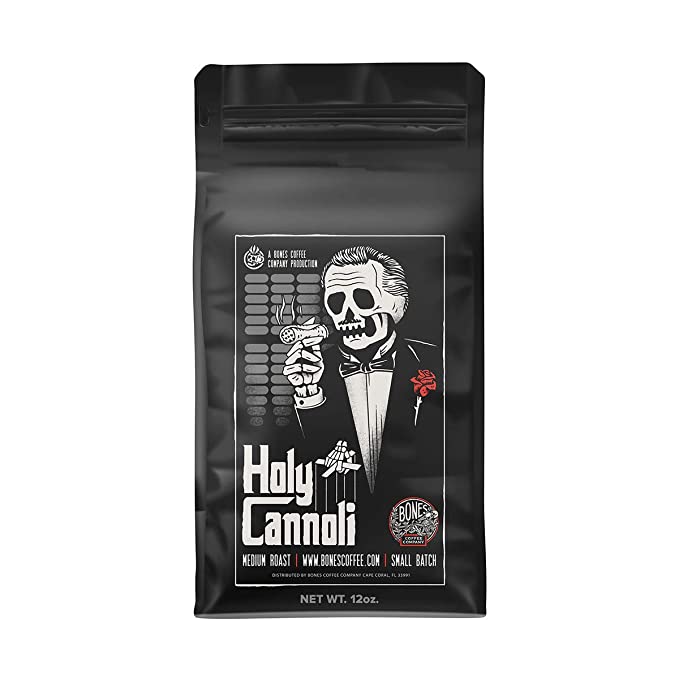 A BONES COFFEE
COMPANY PRODUCTION
Holy
Cannoli
BONES
COFFEE
COMPANY
MEDIUM ROAST | WWW.BONESCOFFEE.COM | SMALL BATCH
DISTRIBUTED BY BONES COFFEE COMPANY CAPE CORAL, FL 33991
NET WT. 12oz.